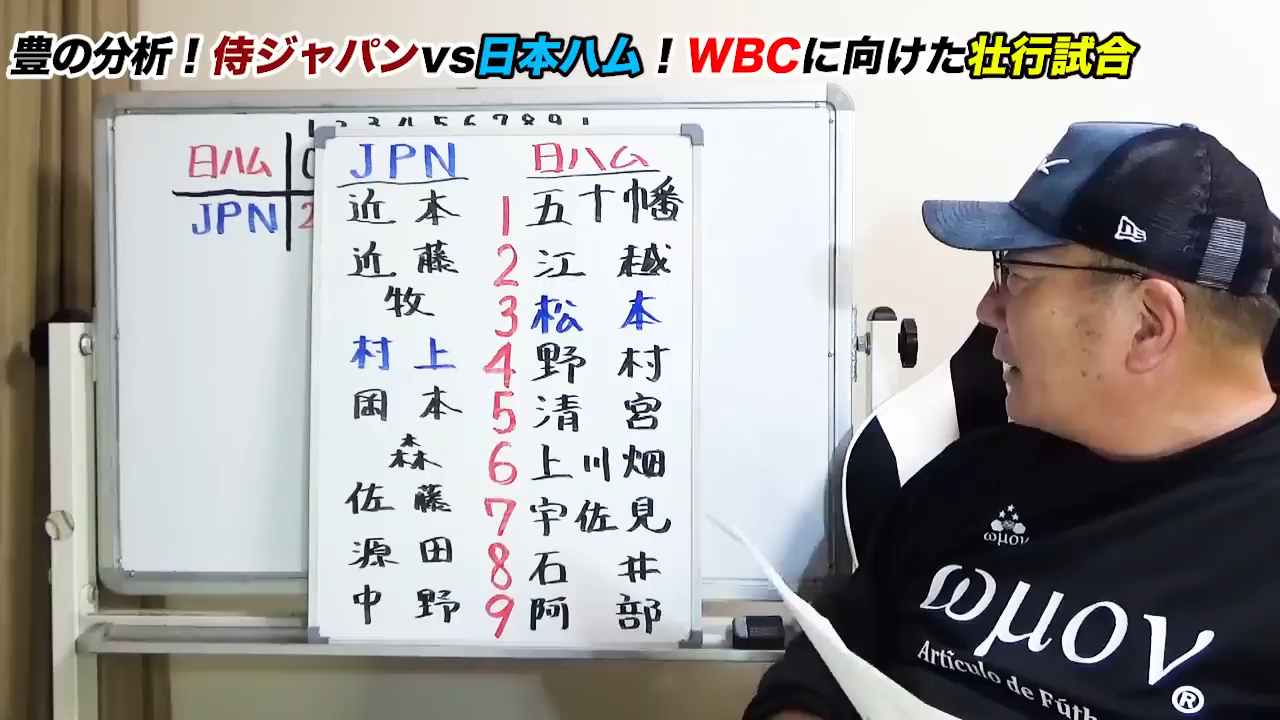 豊の分析！侍ジャパンvs日本ハム！WBCに向けた壮行試合
日ハム
JPN 2
JPN 日ハム
近本 1 五十幡
近藤 2 江越
牧 3 松本
村上 4 野村
岡本 5 清宮
森 6 上川畑
佐藤 7 宇佐見
源田 8 石井
中野 9 阿部
ωμοv
ωμον
Artículo de Fútb
®